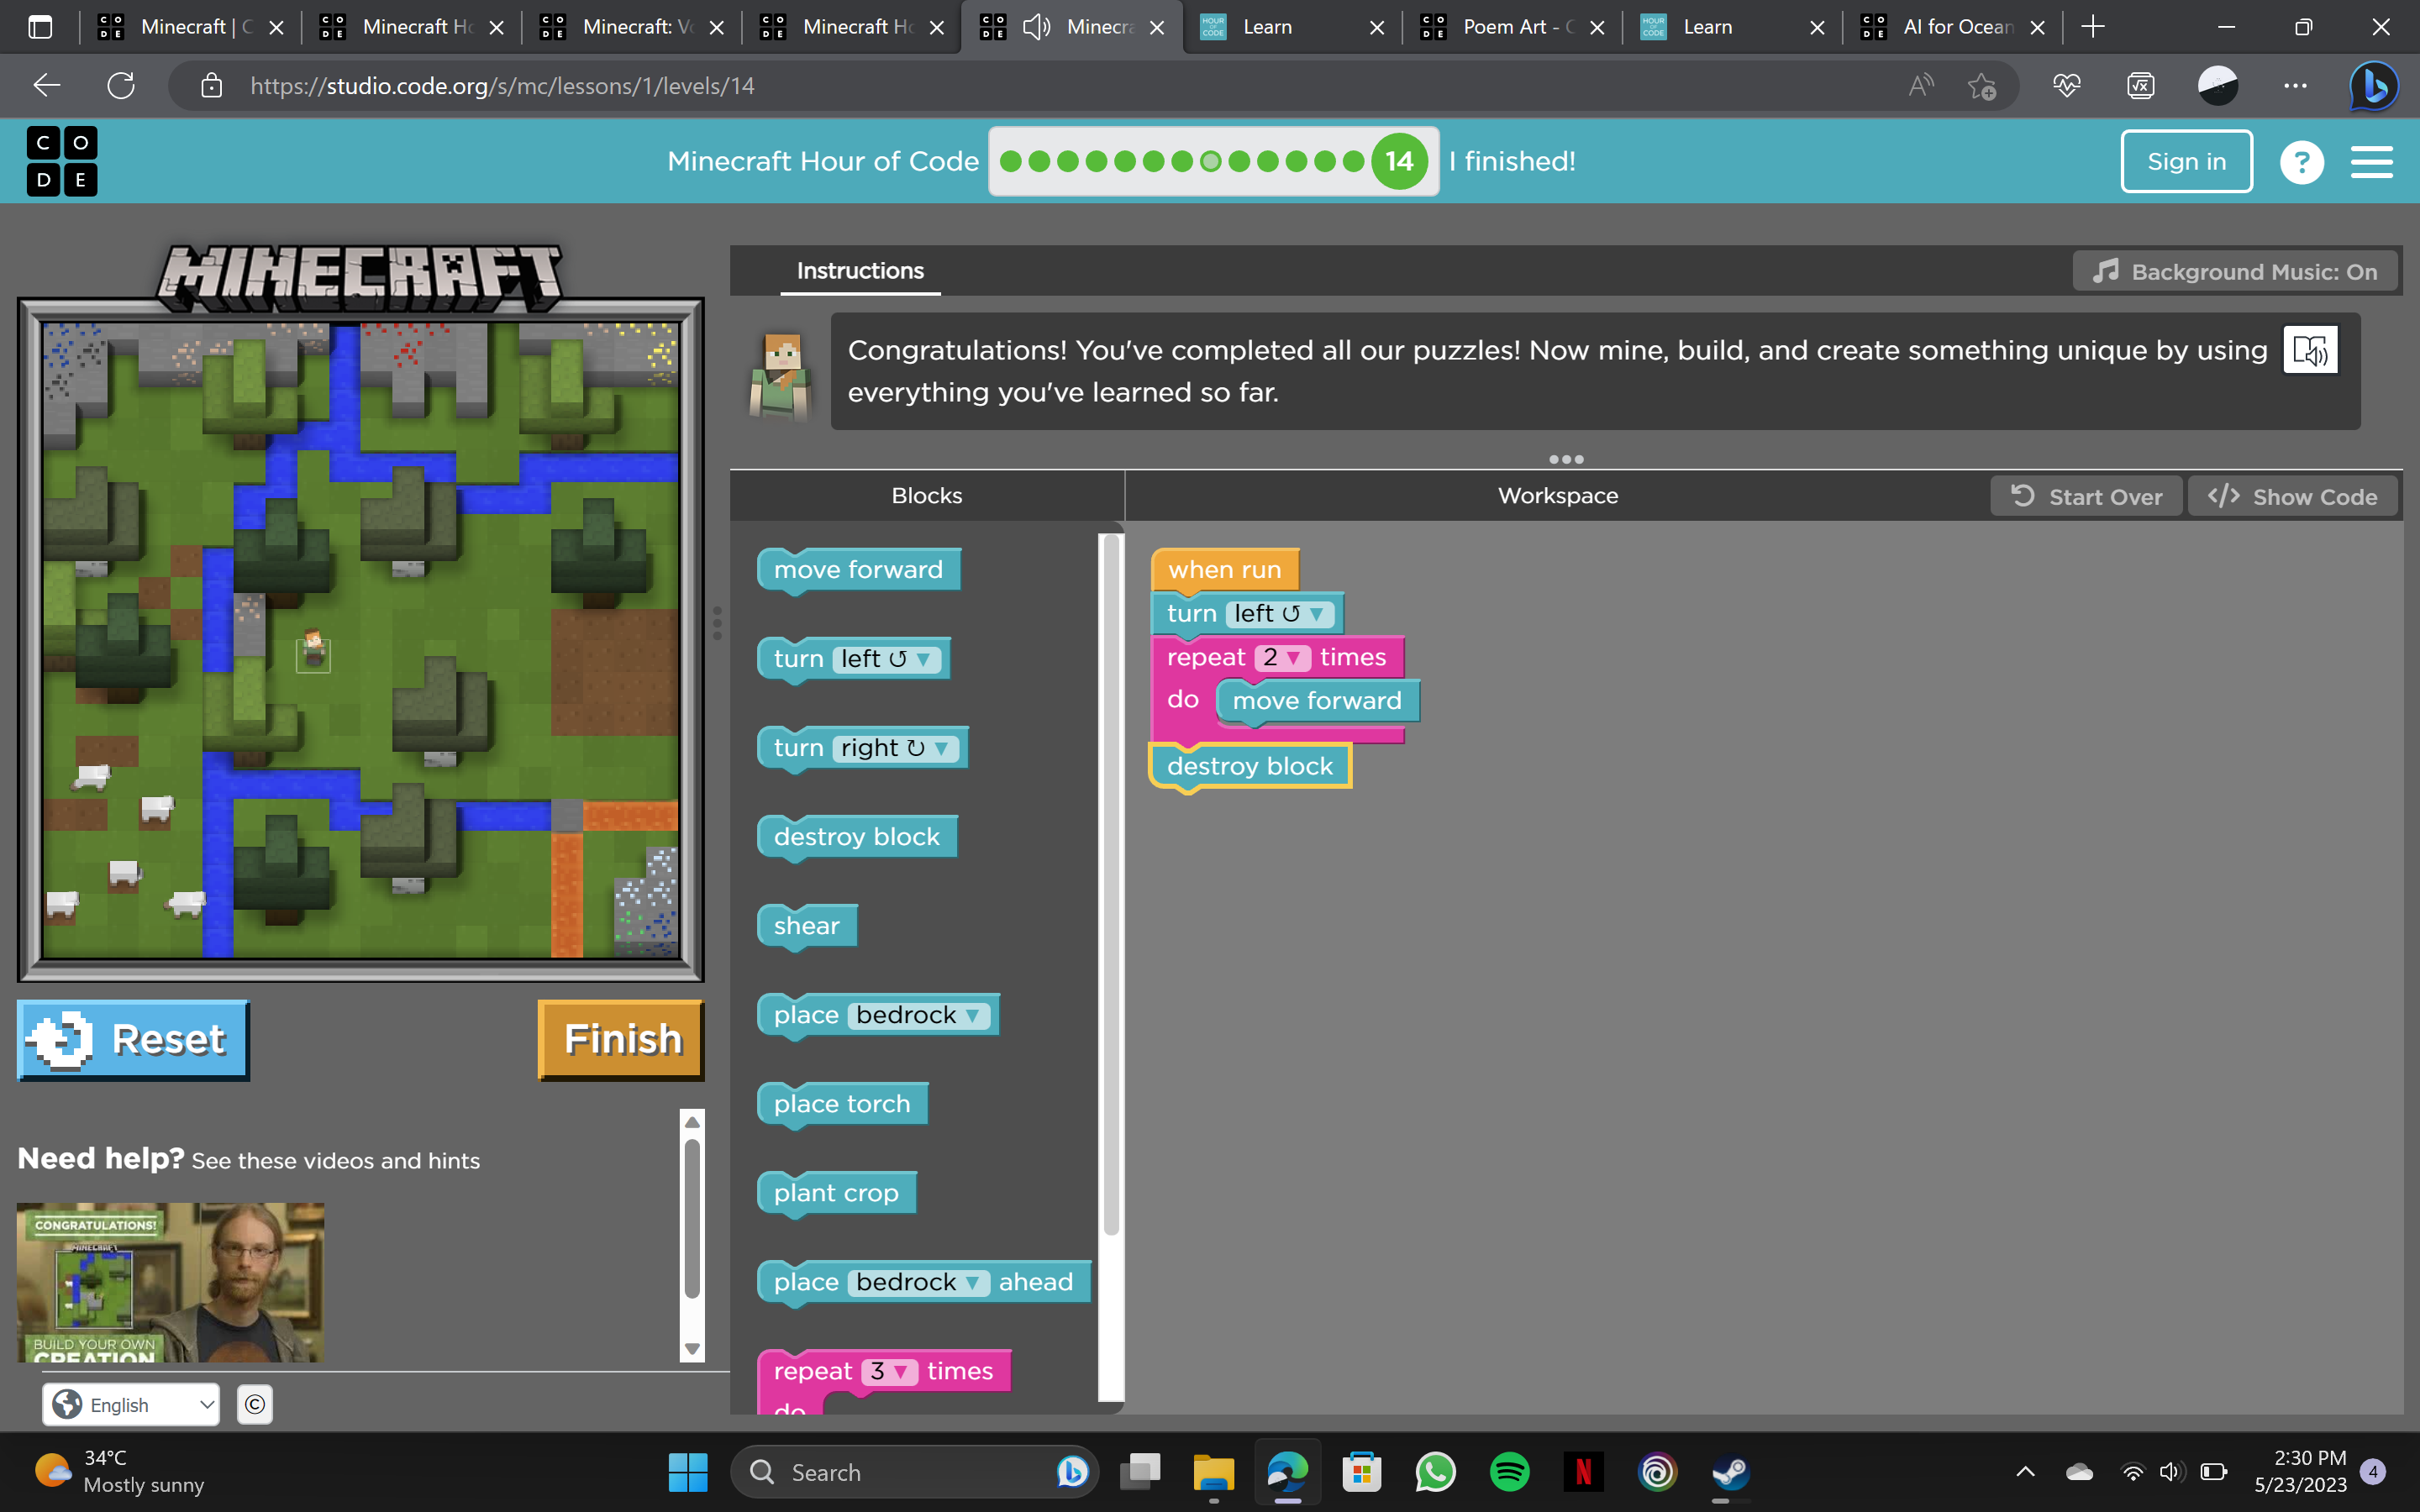 Minecraft | C
Minecraft Ho
Minecraft: Vo
Minecraft Ho
Minecra
Learn
Poem Art - C
Learn
AI for Ocean
https://studio.code.org/s/mc/lessons/1/levels/14
C O
D E
Minecraft Hour of Code
14
I finished!
Sign in
?
MINECRAFT
Instructions
Background Music: On
Congratulations! You've completed all our puzzles! Now mine, build, and create something unique by using
everything you've learned so far.
Blocks
Workspace
Start Over
</> Show Code
move forward
turn left ↺ ▼
turn right ↻ ▼
destroy block
shear
place bedrock ▼
place torch
plant crop
place bedrock ▼ ahead
repeat 3 ▼ times
do
when run
turn left ↺ ▼
repeat 2 ▼ times
do move forward
destroy block
Reset
Finish
Need help? See these videos and hints
CONGRATULATIONS!
MINECRAFT
BUILD YOUR OWN
CREATION
English
©
34°C
Mostly sunny
Search
2:30 PM
5/23/2023
4